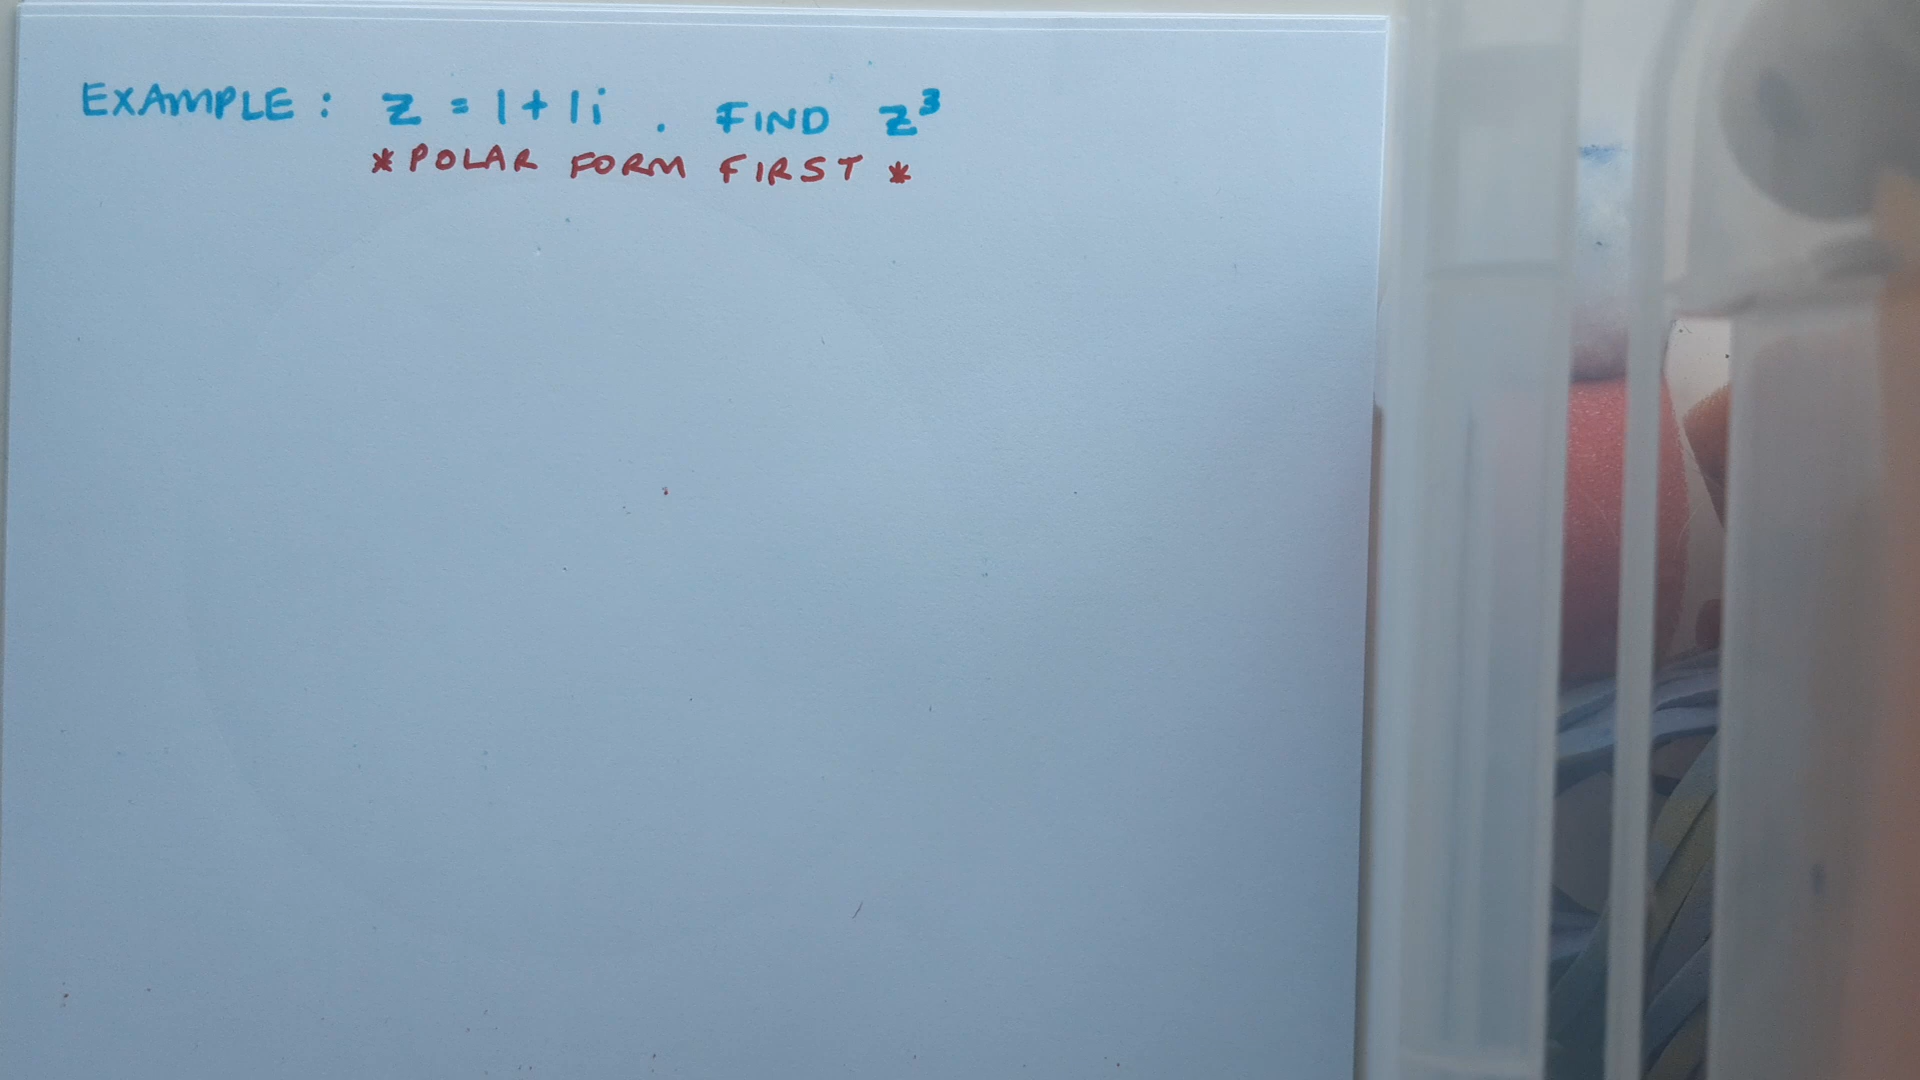 EXAMPLE: z = 1 + 1i . FIND z³
*POLAR FORM FIRST*